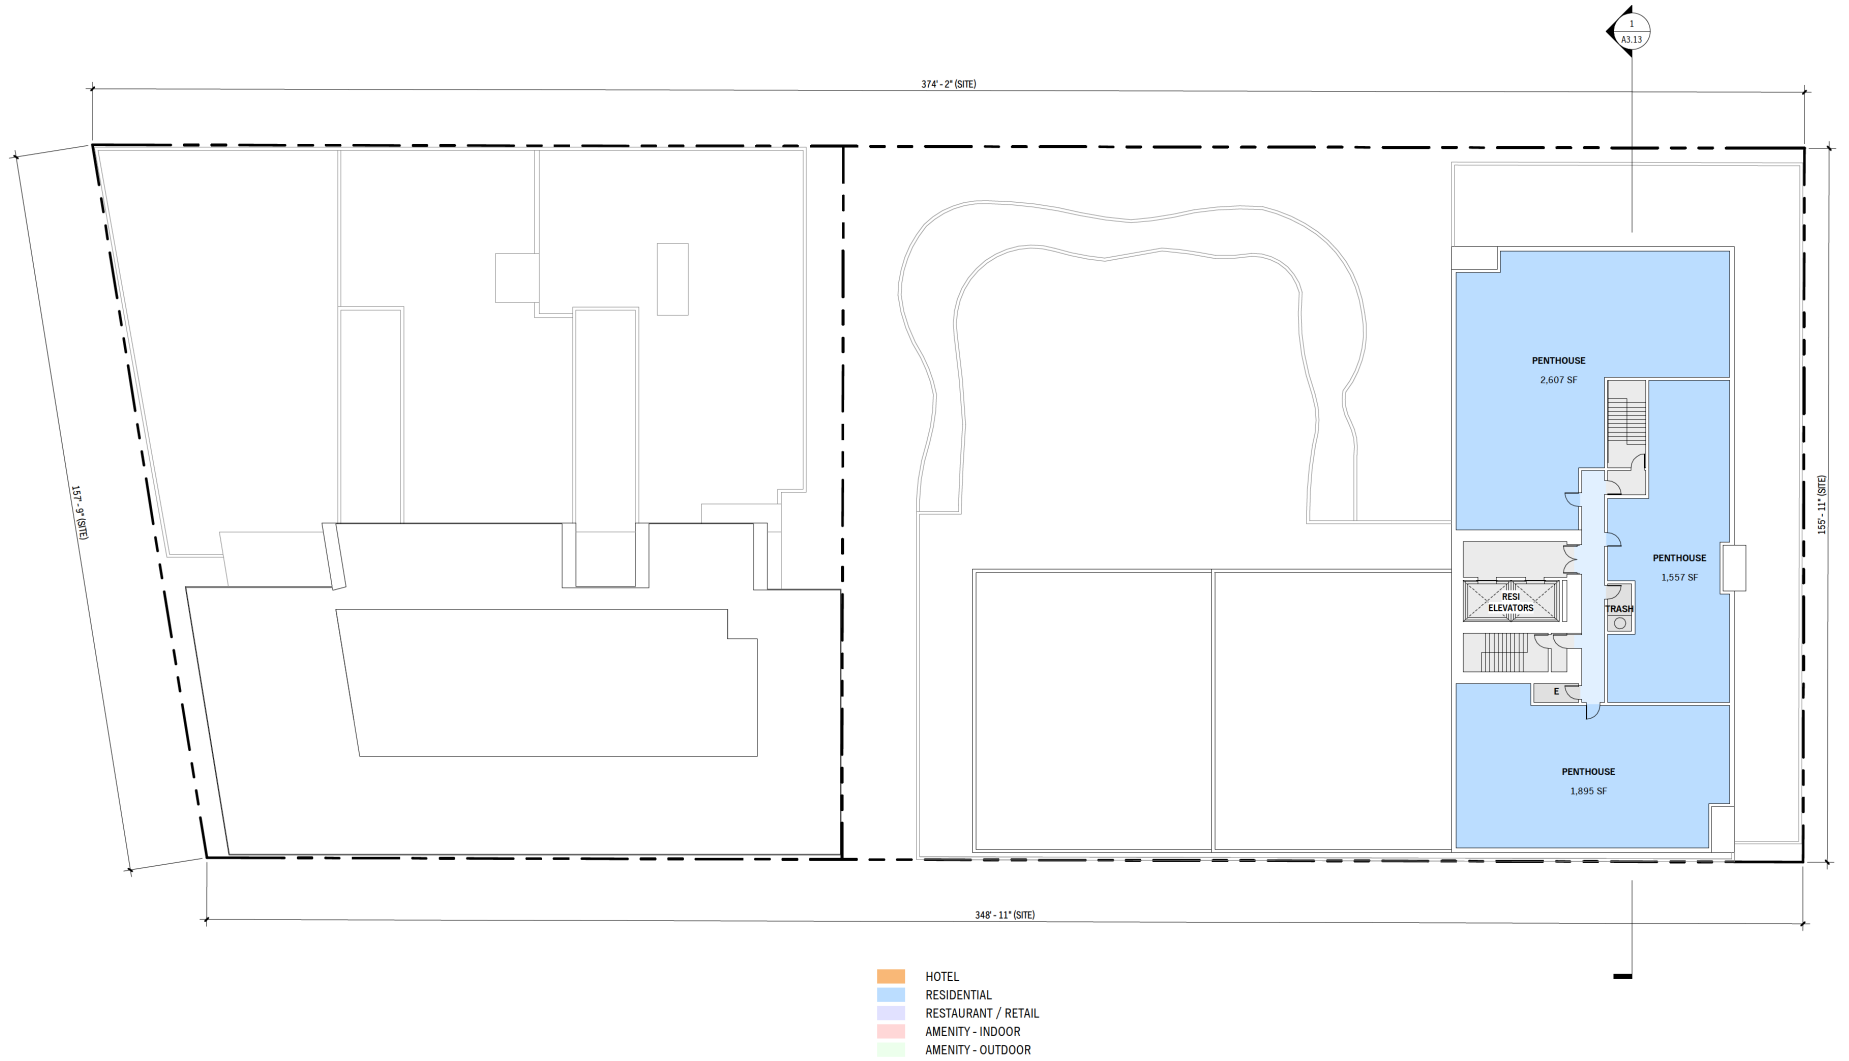 1
A3.13
374' - 2" (SITE)
157' - 9" (SITE)
155' - 11" (SITE)
PENTHOUSE
2,607 SF
PENTHOUSE
1,557 SF
RESI
ELEVATORS
TRASH
E
PENTHOUSE
1,895 SF
348' - 11" (SITE)
HOTEL
RESIDENTIAL
RESTAURANT / RETAIL
AMENITY - INDOOR
AMENITY - OUTDOOR